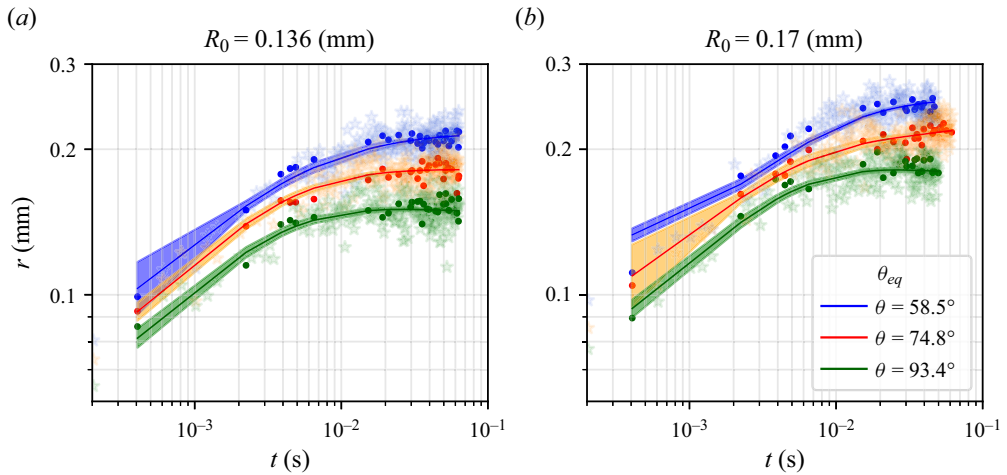 (a)
R₀ = 0.136 (mm)
0.3
0.2
0.1
r (mm)
10⁻³
10⁻²
10⁻¹
t (s)
(b)
R₀ = 0.17 (mm)
0.3
0.2
0.1
10⁻³
10⁻²
10⁻¹
t (s)
θeq
θ = 58.5°
θ = 74.8°
θ = 93.4°